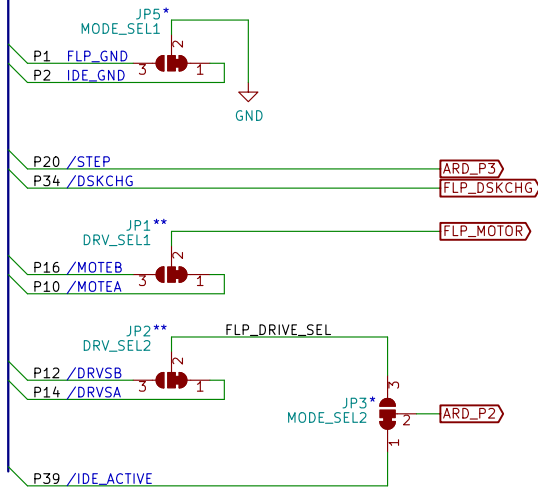 JP5*
MODE_SEL1
2
P1 FLP_GND
3 1
P2 IDE_GND
GND
P20 /STEP
ARD_P3
P34 /DSKCHG
FLP_DSKCHG
JP1**
DRV_SEL1
FLP_MOTOR
2
P16 /MOTEB
3 1
P10 /MOTEA
JP2**
DRV_SEL2
FLP_DRIVE_SEL
2
P12 /DRVSB
3 1
P14 /DRVSA
3
JP3*
MODE_SEL2
2
ARD_P2
1
P39 /IDE_ACTIVE